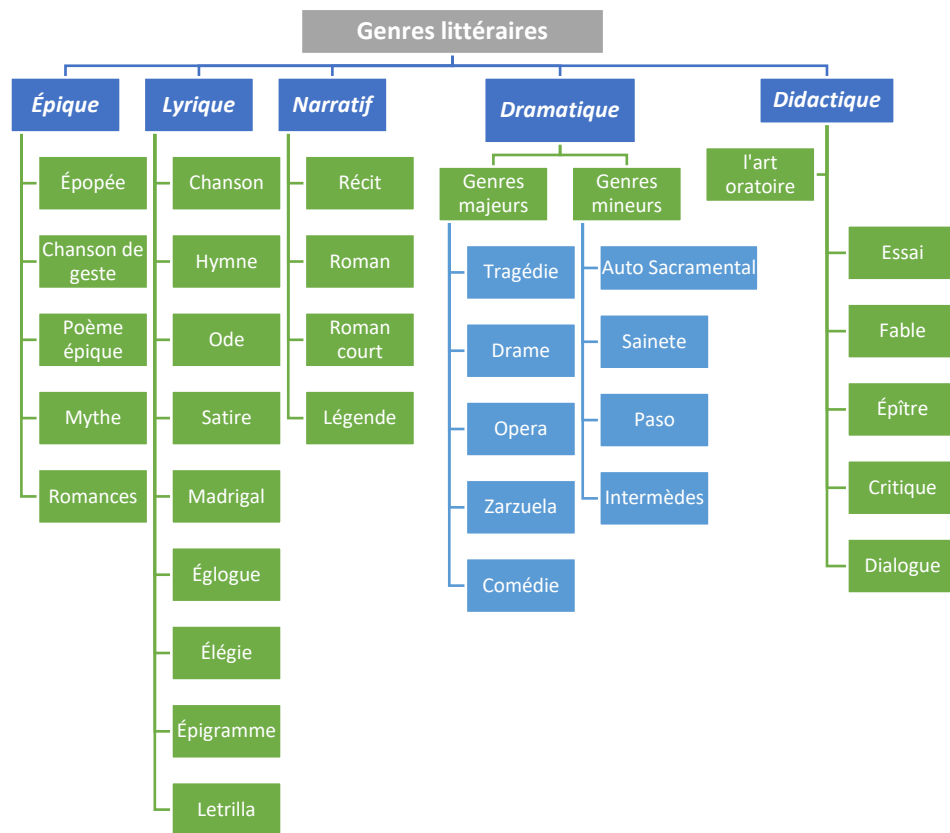 Genres littéraires
Épique
Épopée
Chanson de
geste
Poème
épique
Mythe
Romances
Lyrique
Chanson
Hymne
Ode
Satire
Madrigal
Églogue
Élégie
Épigramme
Letrilla
Narratif
Récit
Roman
Roman
court
Légende
Dramatique
Genres
majeurs
Tragédie
Drame
Opera
Zarzuela
Comédie
Genres
mineurs
Auto Sacramental
Sainete
Paso
Intermèdes
Didactique
l'art
oratoire
Essai
Fable
Épître
Critique
Dialogue